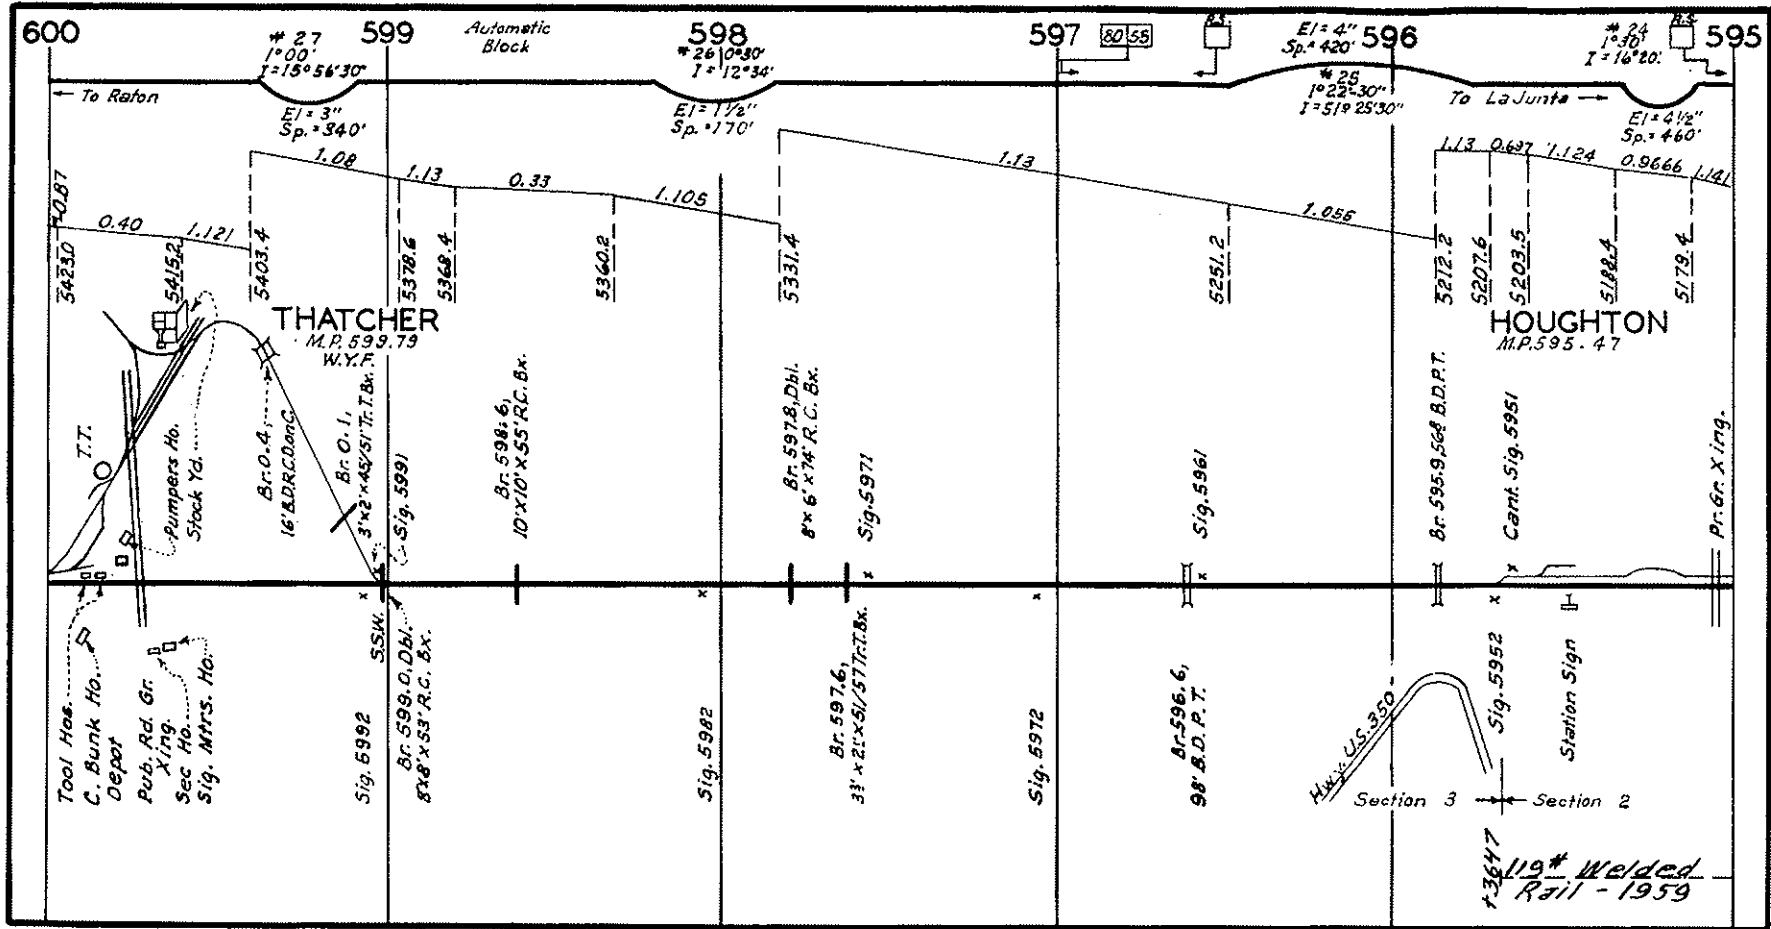 600
599
598
597
596
595
# 27
1°00'
I=15°56'30"
Automatic
Block
# 26 0°30'
I = 12°34'
80 55
R.S.
El = 4"
Sp. = 420'
# 24
1°30'
I = 16°20'
R.S.
← To Raton
El = 3"
Sp. = 340'
El = 1 1/2"
Sp. = 170'
# 25
1°22'-30"
To La Junta →
El = 4 1/2"
Sp. = 460'
0.87
0.40
1.121
1.08
1.13
0.33
1.105
1.13
1.056
1.13
0.697
1.124
0.9666
1.141
5423.0
5415.2
5403.4
5378.6
5368.4
5360.2
5331.4
5251.2
5212.2
5207.6
5203.5
5188.4
5179.4
THATCHER
M.P. 599.79
W.Y.F.
HOUGHTON
M.P. 595.47
T.T.
Pumpers Ho.
Stock Yd.
Br. 0.4,
16' B.D.R.C.D. on C.
Br. 0.1,
3'x2'x45/51' Tr. T. Bx.
Sig. 5991
Br. 598.6,
10'x10'x55' R.C. Bx.
Br. 597.8, Dbl.
8'x6'x74' R.C. Bx.
Sig. 5971
Sig. 5961
Br. 595.9, 56' B.D.P.T.
Cant. Sig. 5951
Pr. Gr. Xing.
Tool Hos.
C. Bunk Ho.
Depot
Pub. Rd. Gr.
Xing.
Sec Ho.
Sig. Mtrs. Ho.
Sig. 5992
S.S.W.
Br. 599.0, Dbl.
8'x8'x53' R.C. Bx.
Sig. 5982
Br. 597.6,
Sig. 5972
Br. 596.6,
98' B.D.P.T.
Hwy. U.S. 350
Sig. 5952
Station Sign
Section 3 → ← Section 2
+3647
119# Welded
Rail - 1959